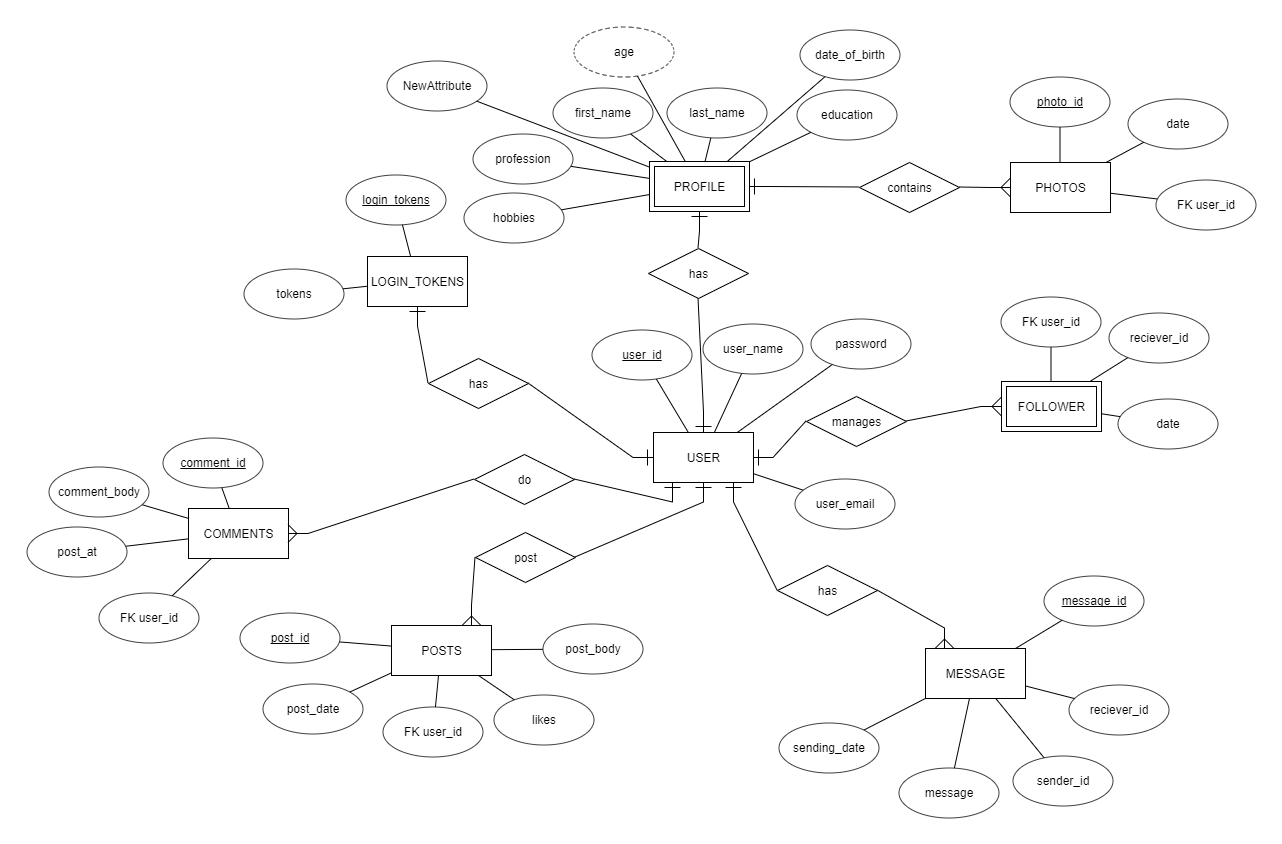 age
date_of_birth
NewAttribute
first_name
last_name
education
photo_id
date
profession
PROFILE
contains
PHOTOS
login_tokens
hobbies
FK user_id
has
LOGIN_TOKENS
tokens
FK user_id
reciever_id
user_id
user_name
password
has
manages
FOLLOWER
date
USER
comment_id
do
comment_body
user_email
COMMENTS
post_at
post
has
message_id
FK user_id
post_id
POSTS
post_body
MESSAGE
post_date
likes
reciever_id
FK user_id
sending_date
sender_id
message